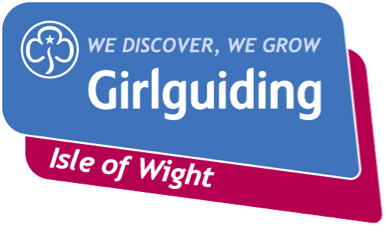 WE DISCOVER, WE GROW
Girlguiding
Isle of Wight